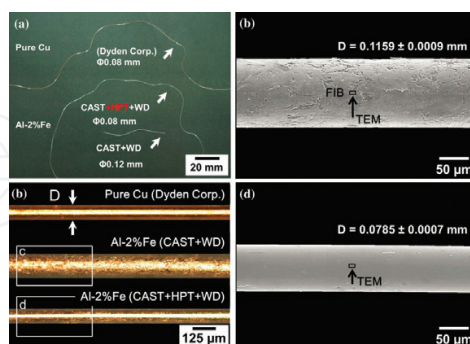 (a)
Pure Cu
(Dyden Corp.)
Φ0.08 mm
CAST+HPT+WD
Φ0.08 mm
Al-2%Fe
CAST+WD
Φ0.12 mm
20 mm
(b)
D
Pure Cu (Dyden Corp.)
Al-2%Fe (CAST+WD)
c
Al-2%Fe (CAST+HPT+WD)
d
125 µm
(b)
D = 0.1159 ± 0.0009 mm
FIB
TEM
50 µm
(d)
D = 0.0785 ± 0.0007 mm
TEM
50 µm